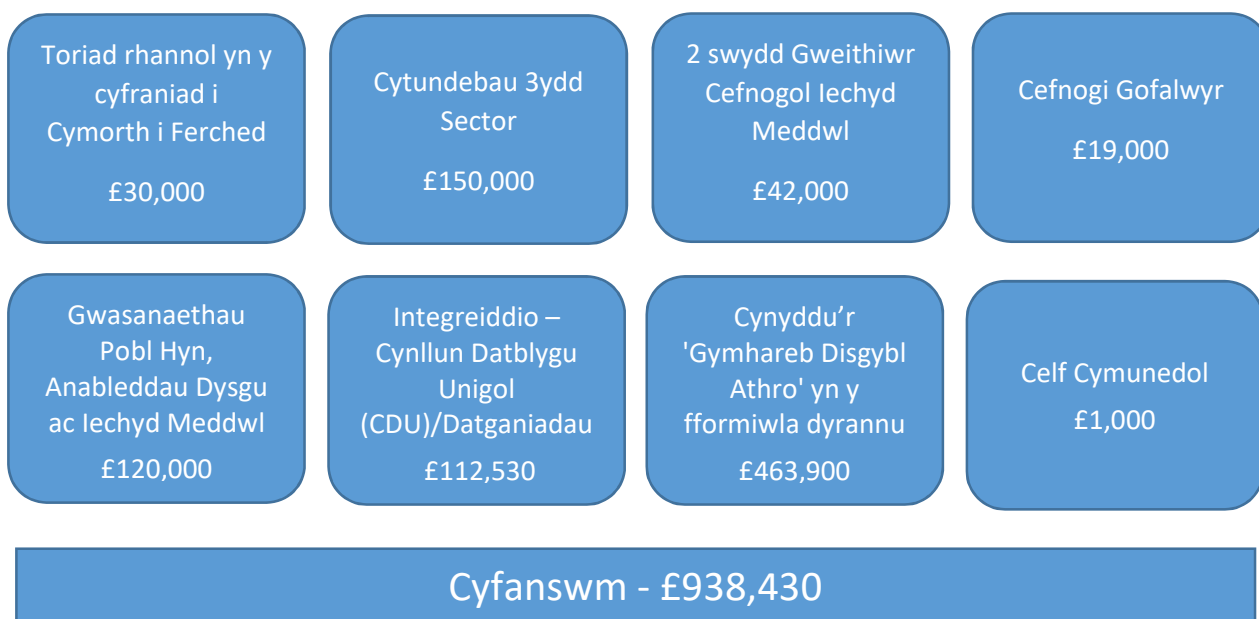 Toriad rhannol yn y
cyfraniad i
Cymorth i Ferched
£30,000
Cytundebau 3ydd
Sector
£150,000
2 swydd Gweithiwr
Cefnogol Iechyd
Meddwl
£42,000
Cefnogi Gofalwyr
£19,000
Gwasanaethau
Pobl Hyn,
Anableddau Dysgu
ac Iechyd Meddwl
£120,000
Integreiddio –
Cynllun Datblygu
Unigol
(CDU)/Datganiadau
£112,530
Cynyddu’r
'Gymhareb Disgybl
Athro' yn y
fformiwla dyrannu
£463,900
Celf Cymunedol
£1,000
Cyfanswm - £938,430